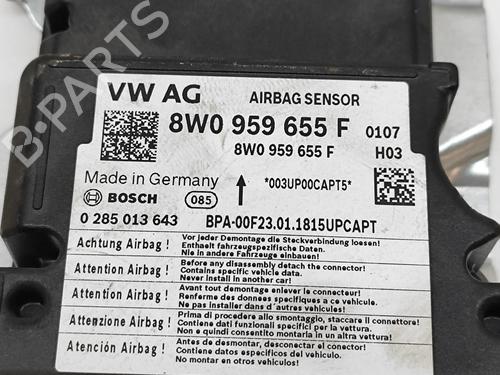 VW AG
AIRBAG SENSOR
8W0 959 655 F
0107
8W0 959 655 F
H03
Made in Germany
*003UP00CAPT5*
BOSCH
085
0 285 013 643
BPA-00F23.01.1815UPCAPT
Achtung Airbag !
Vor jeder Demontage die Steckverbindung loesen!
Enthaelt fahrzeugspezifische Daten.
Nie in andere Fahrzeuge einbauen!
Attention Airbag !
Before any disassembly detach the connector!
Contains specific vehicle data.
Never install in another car!
Attention Airbag !
Avant tout demontage enlever le connecteur!
Renferme des données specifiques a ce vehicule.
Ne pas installer dans d´autres vehicules!
Attenzione Airbag !
Prima di procedere allo smontaggio, staccare il connettore!
Contiene dati funzionali specifici per la vettura.
Non e quindi consentito montarla in un´altra vettura!
Atención Airbag !
Antes de desmontar, desconectar el conector!
Contiene datos específicos del vehículo.
No montar en otros vehículos!
B-PARTS